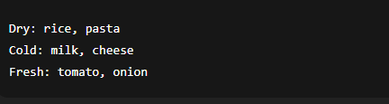 Dry: rice, pasta
Cold: milk, cheese
Fresh: tomato, onion